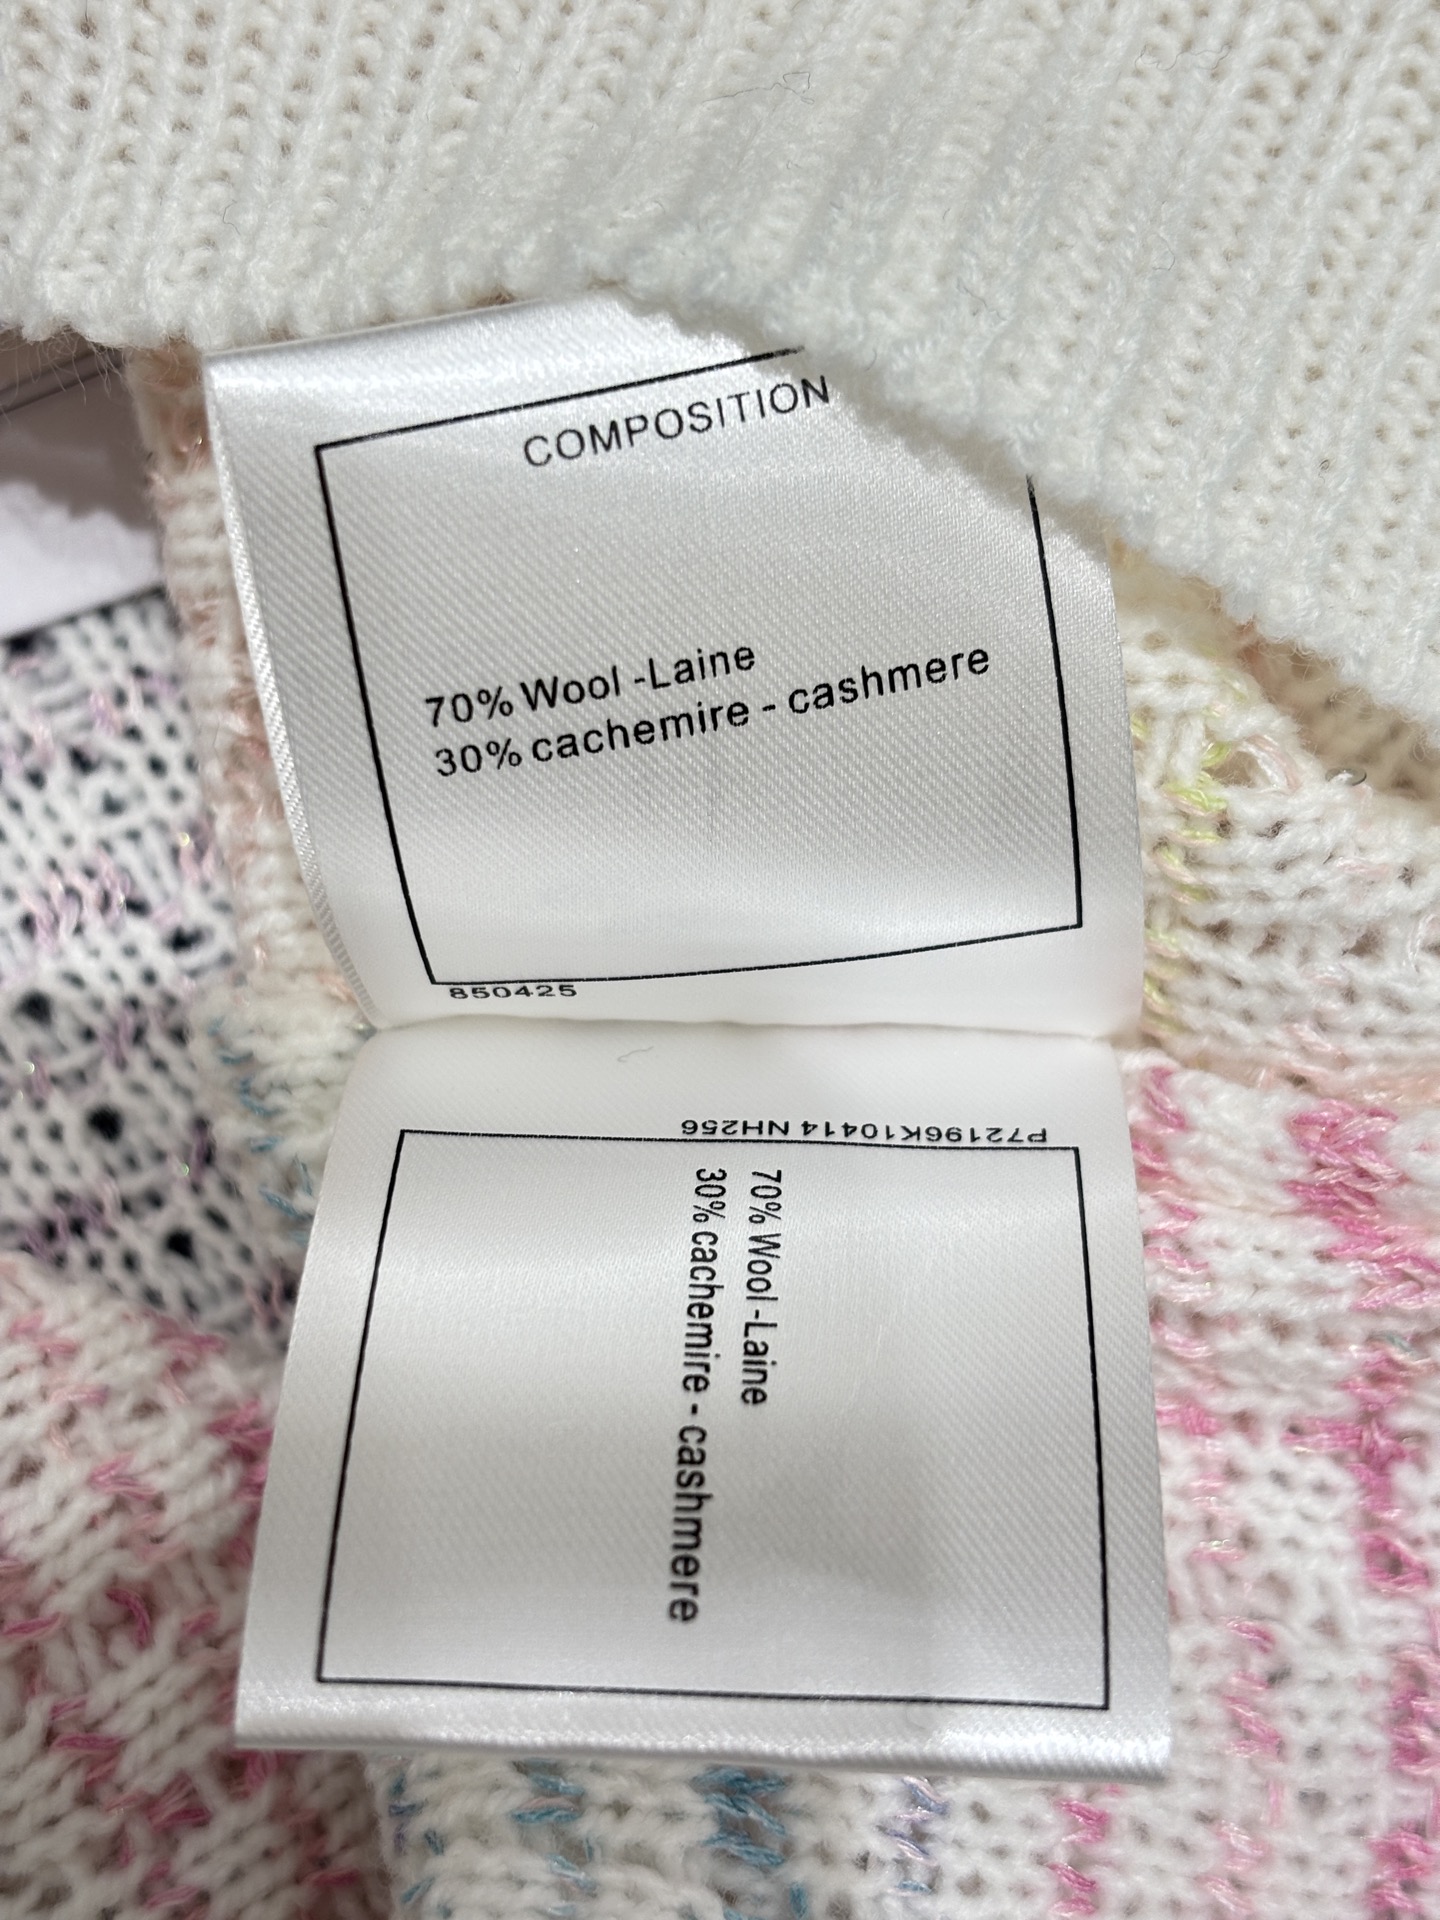 COMPOSITION
70% Wool -Laine
30% cachemire - cashmere
850425
P72196K10414 NH256
70% Wool -Laine
30% cachemire - cashmere